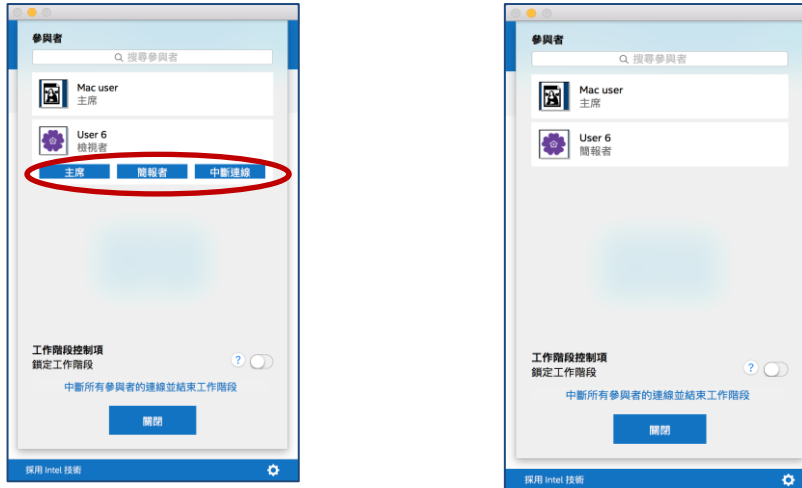 參與者
搜尋參與者
Mac user
主席
User 6
檢視者
主席 簡報者 中斷連線
工作階段控制項
鎖定工作階段 ?
中斷所有參與者的連線並結束工作階段
關閉
採用 Intel 技術
參與者
搜尋參與者
Mac user
主席
User 6
簡報者
工作階段控制項
鎖定工作階段 ?
中斷所有參與者的連線並結束工作階段
關閉
採用 Intel 技術